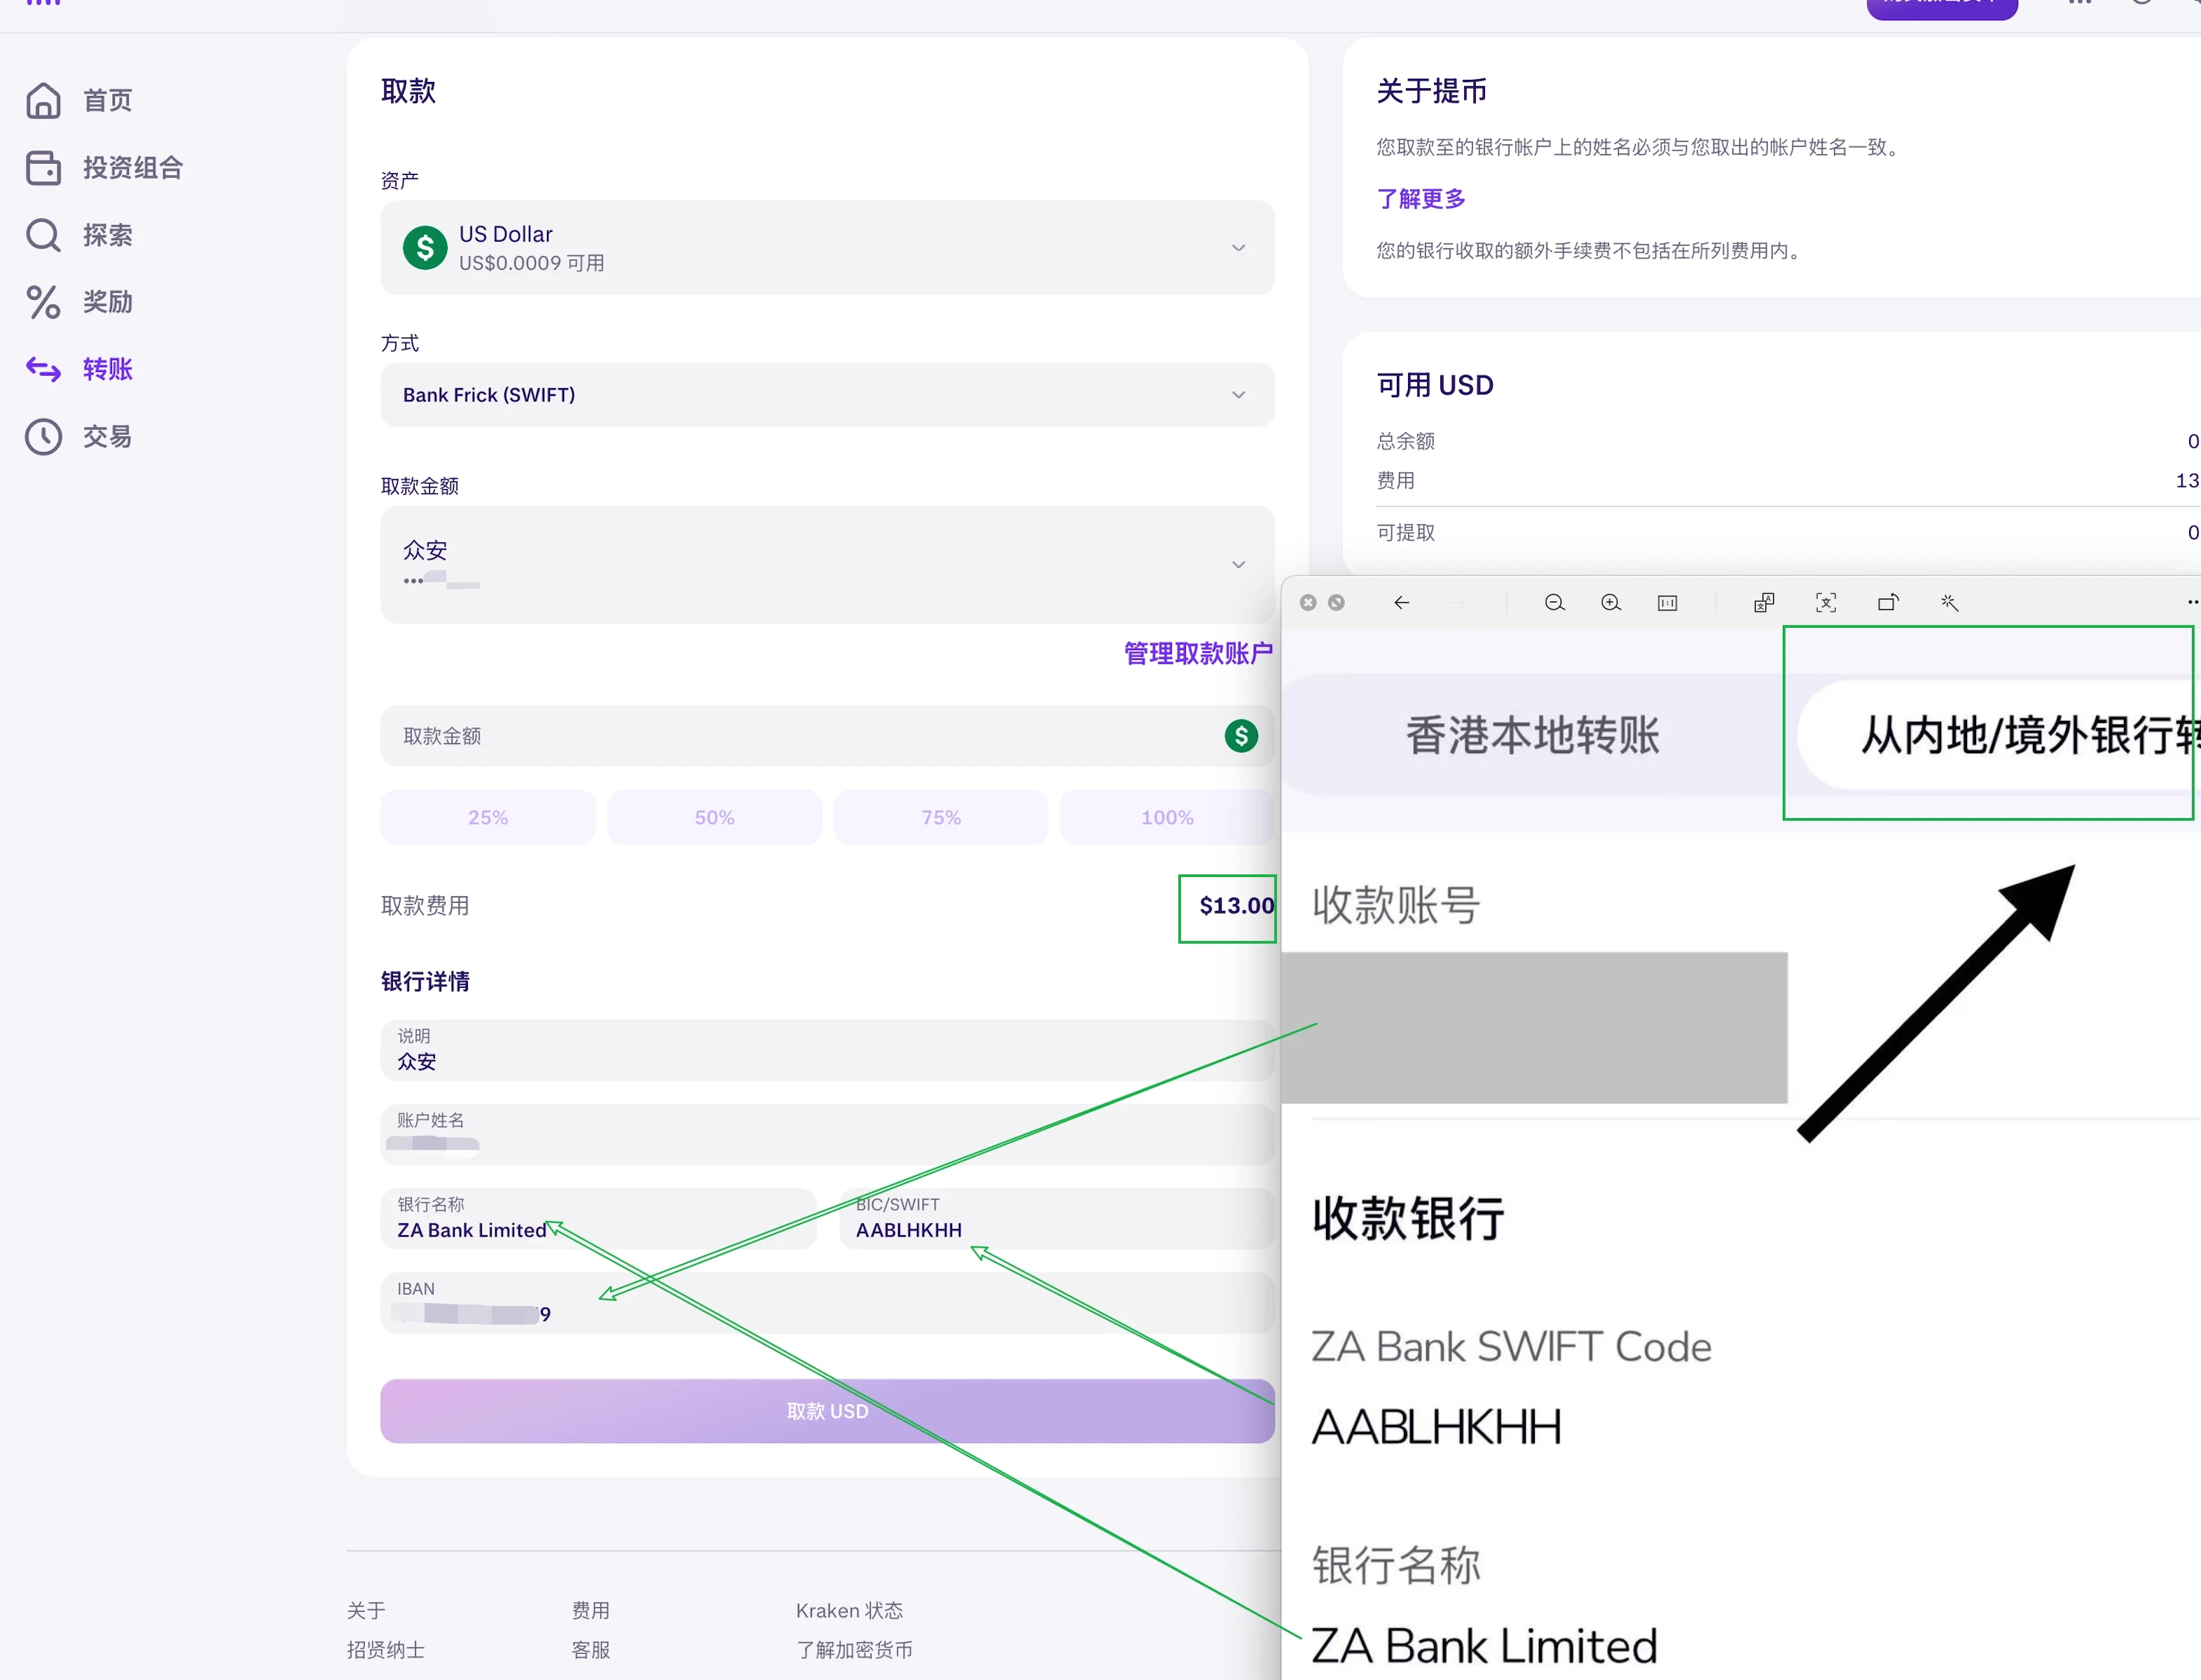 首页
投资组合
探索
奖励
转账
交易
取款
资产
US Dollar
US$0.0009 可用
方式
Bank Frick (SWIFT)
取款金额
众安
管理取款账户
取款金额
25%
50%
75%
100%
取款费用
$13.00
银行详情
说明
众安
账户姓名
银行名称
ZA Bank Limited
BIC/SWIFT
AABLHKHH
IBAN
9
取款 USD
关于
费用
Kraken 状态
招贤纳士
客服
了解加密货币
关于提币
您取款至的银行帐户上的姓名必须与您取出的帐户姓名一致。
了解更多
您的银行收取的额外手续费不包括在所列费用内。
可用 USD
总余额
0
费用
13
可提取
0
香港本地转账
从内地/境外银行转
收款账号
收款银行
ZA Bank SWIFT Code
AABLHKHH
银行名称
ZA Bank Limited